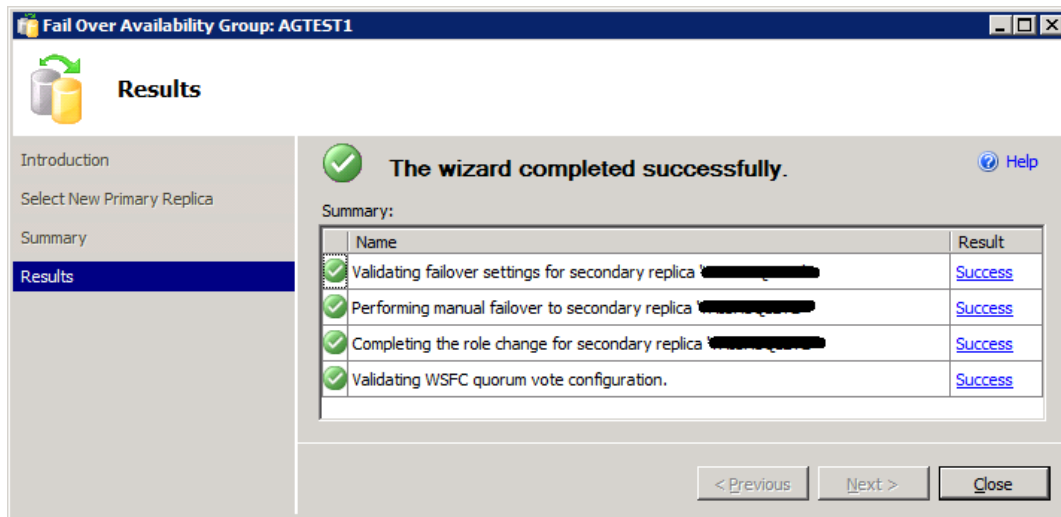 Fail Over Availability Group: AGTEST1
Results
Introduction
Select New Primary Replica
Summary
Results
The wizard completed successfully.
Help
Summary:
Name Result
Validating failover settings for secondary replica ' Success
Performing manual failover to secondary replica ' Success
Completing the role change for secondary replica ' Success
Validating WSFC quorum vote configuration. Success
< Previous Next > Close